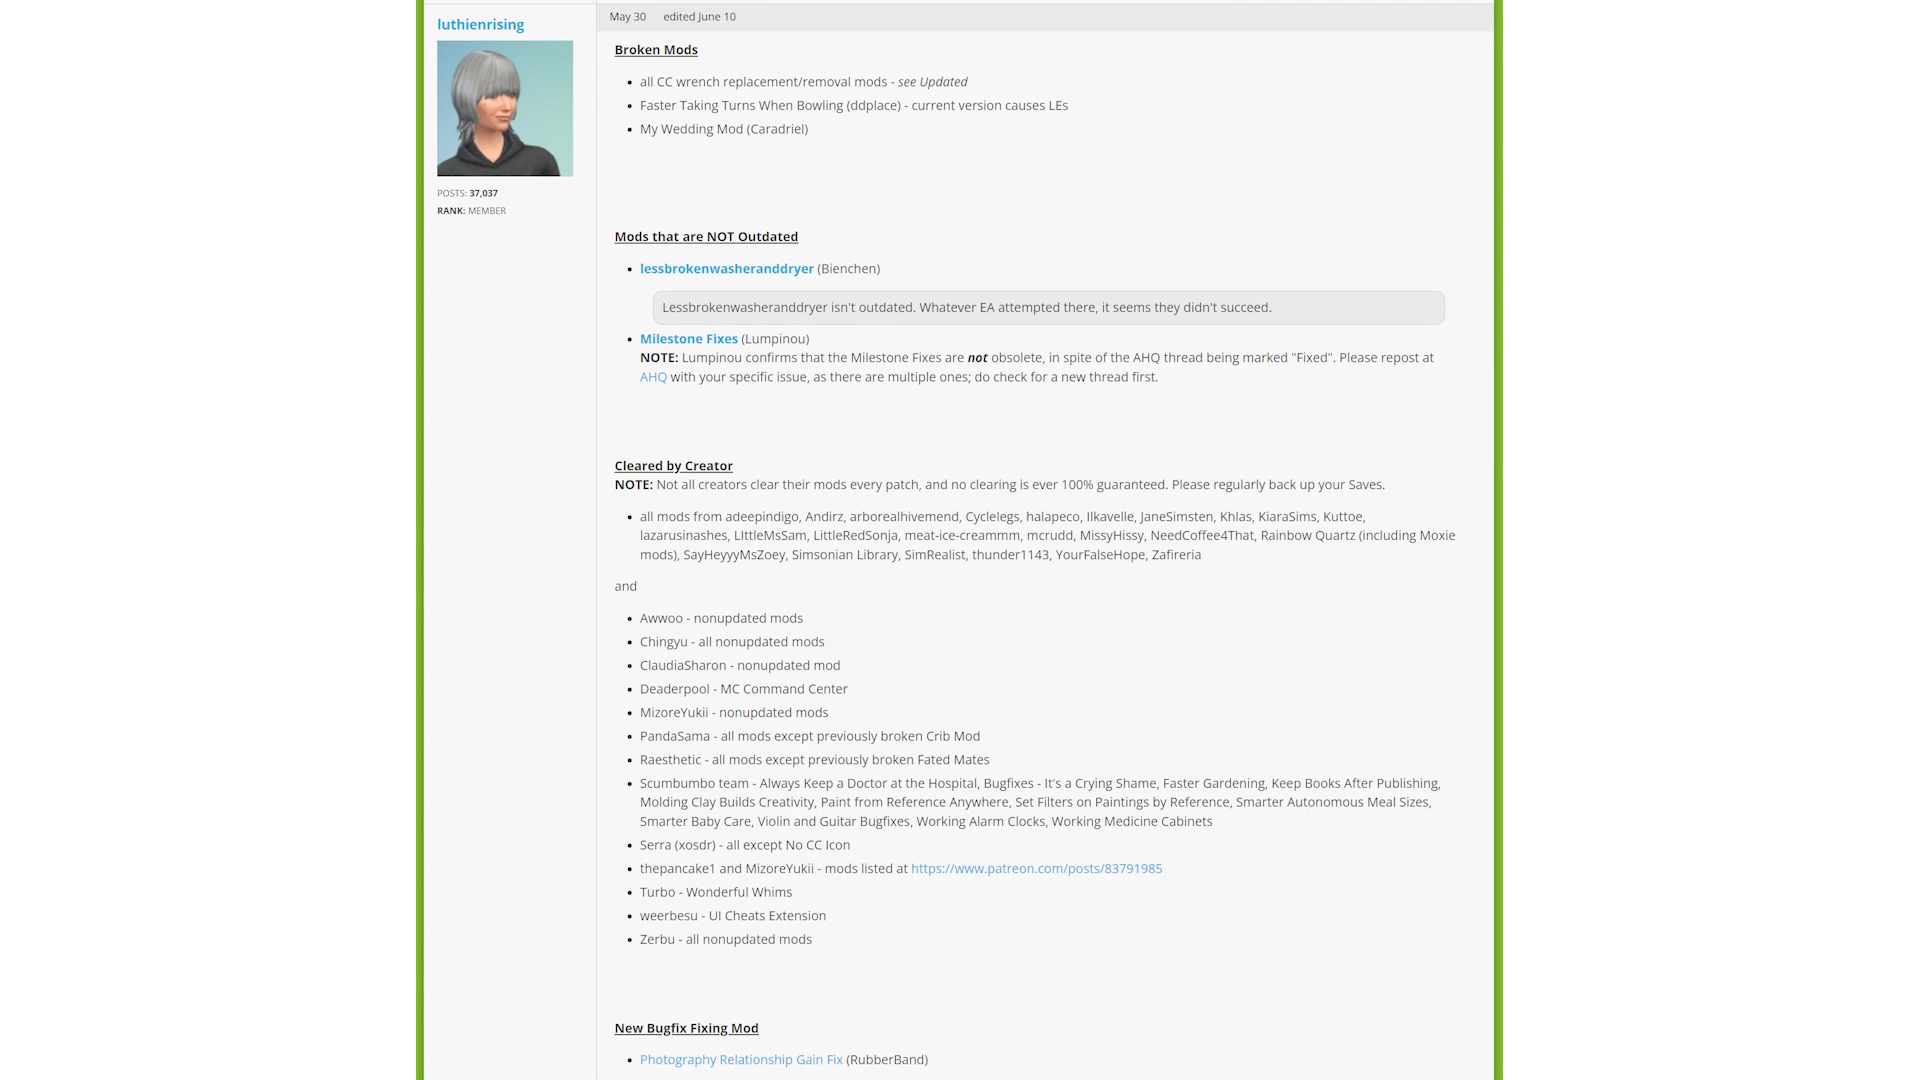 luthienrising
POSTS: 37,037
RANK: MEMBER
May 30 edited June 10
Broken Mods
• all CC wrench replacement/removal mods - see Updated
• Faster Taking Turns When Bowling (ddplace) - current version causes LEs
• My Wedding Mod (Caradriel)
Mods that are NOT Outdated
• lessbrokenwasheranddryer (Bienchen)
Lessbrokenwasheranddryer isn't outdated. Whatever EA attempted there, it seems they didn't succeed.
• Milestone Fixes (Lumpinou)
NOTE: Lumpinou confirms that the Milestone Fixes are not obsolete, in spite of the AHQ thread being marked "Fixed". Please repost at
AHQ with your specific issue, as there are multiple ones; do check for a new thread first.
Cleared by Creator
NOTE: Not all creators clear their mods every patch, and no clearing is ever 100% guaranteed. Please regularly back up your Saves.
• all mods from adeepindigo, Andirz, arborealhivemend, Cyclelegs, halapeco, Ilkavelle, JaneSimsten, Khlas, KiaraSims, Kuttoe,
lazarusinashes, LIttleMsSam, LittleRedSonja, meat-ice-creammm, mcrudd, MissyHissy, NeedCoffee4That, Rainbow Quartz (including Moxie
mods), SayHeyyyMsZoey, Simsonian Library, SimRealist, thunder1143, YourFalseHope, Zafireria
and
• Awwoo - nonupdated mods
• Chingyu - all nonupdated mods
• ClaudiaSharon - nonupdated mod
• Deaderpool - MC Command Center
• MizoreYukii - nonupdated mods
• PandaSama - all mods except previously broken Crib Mod
• Raesthetic - all mods except previously broken Fated Mates
• Scumbumbo team - Always Keep a Doctor at the Hospital, Bugfixes - It's a Crying Shame, Faster Gardening, Keep Books After Publishing,
Molding Clay Builds Creativity, Paint from Reference Anywhere, Set Filters on Paintings by Reference, Smarter Autonomous Meal Sizes,
Smarter Baby Care, Violin and Guitar Bugfixes, Working Alarm Clocks, Working Medicine Cabinets
• Serra (xosdr) - all except No CC Icon
• thepancake1 and MizoreYukii - mods listed at https://www.patreon.com/posts/83791985
• Turbo - Wonderful Whims
• weerbesu - UI Cheats Extension
• Zerbu - all nonupdated mods
New Bugfix Fixing Mod
• Photography Relationship Gain Fix (RubberBand)